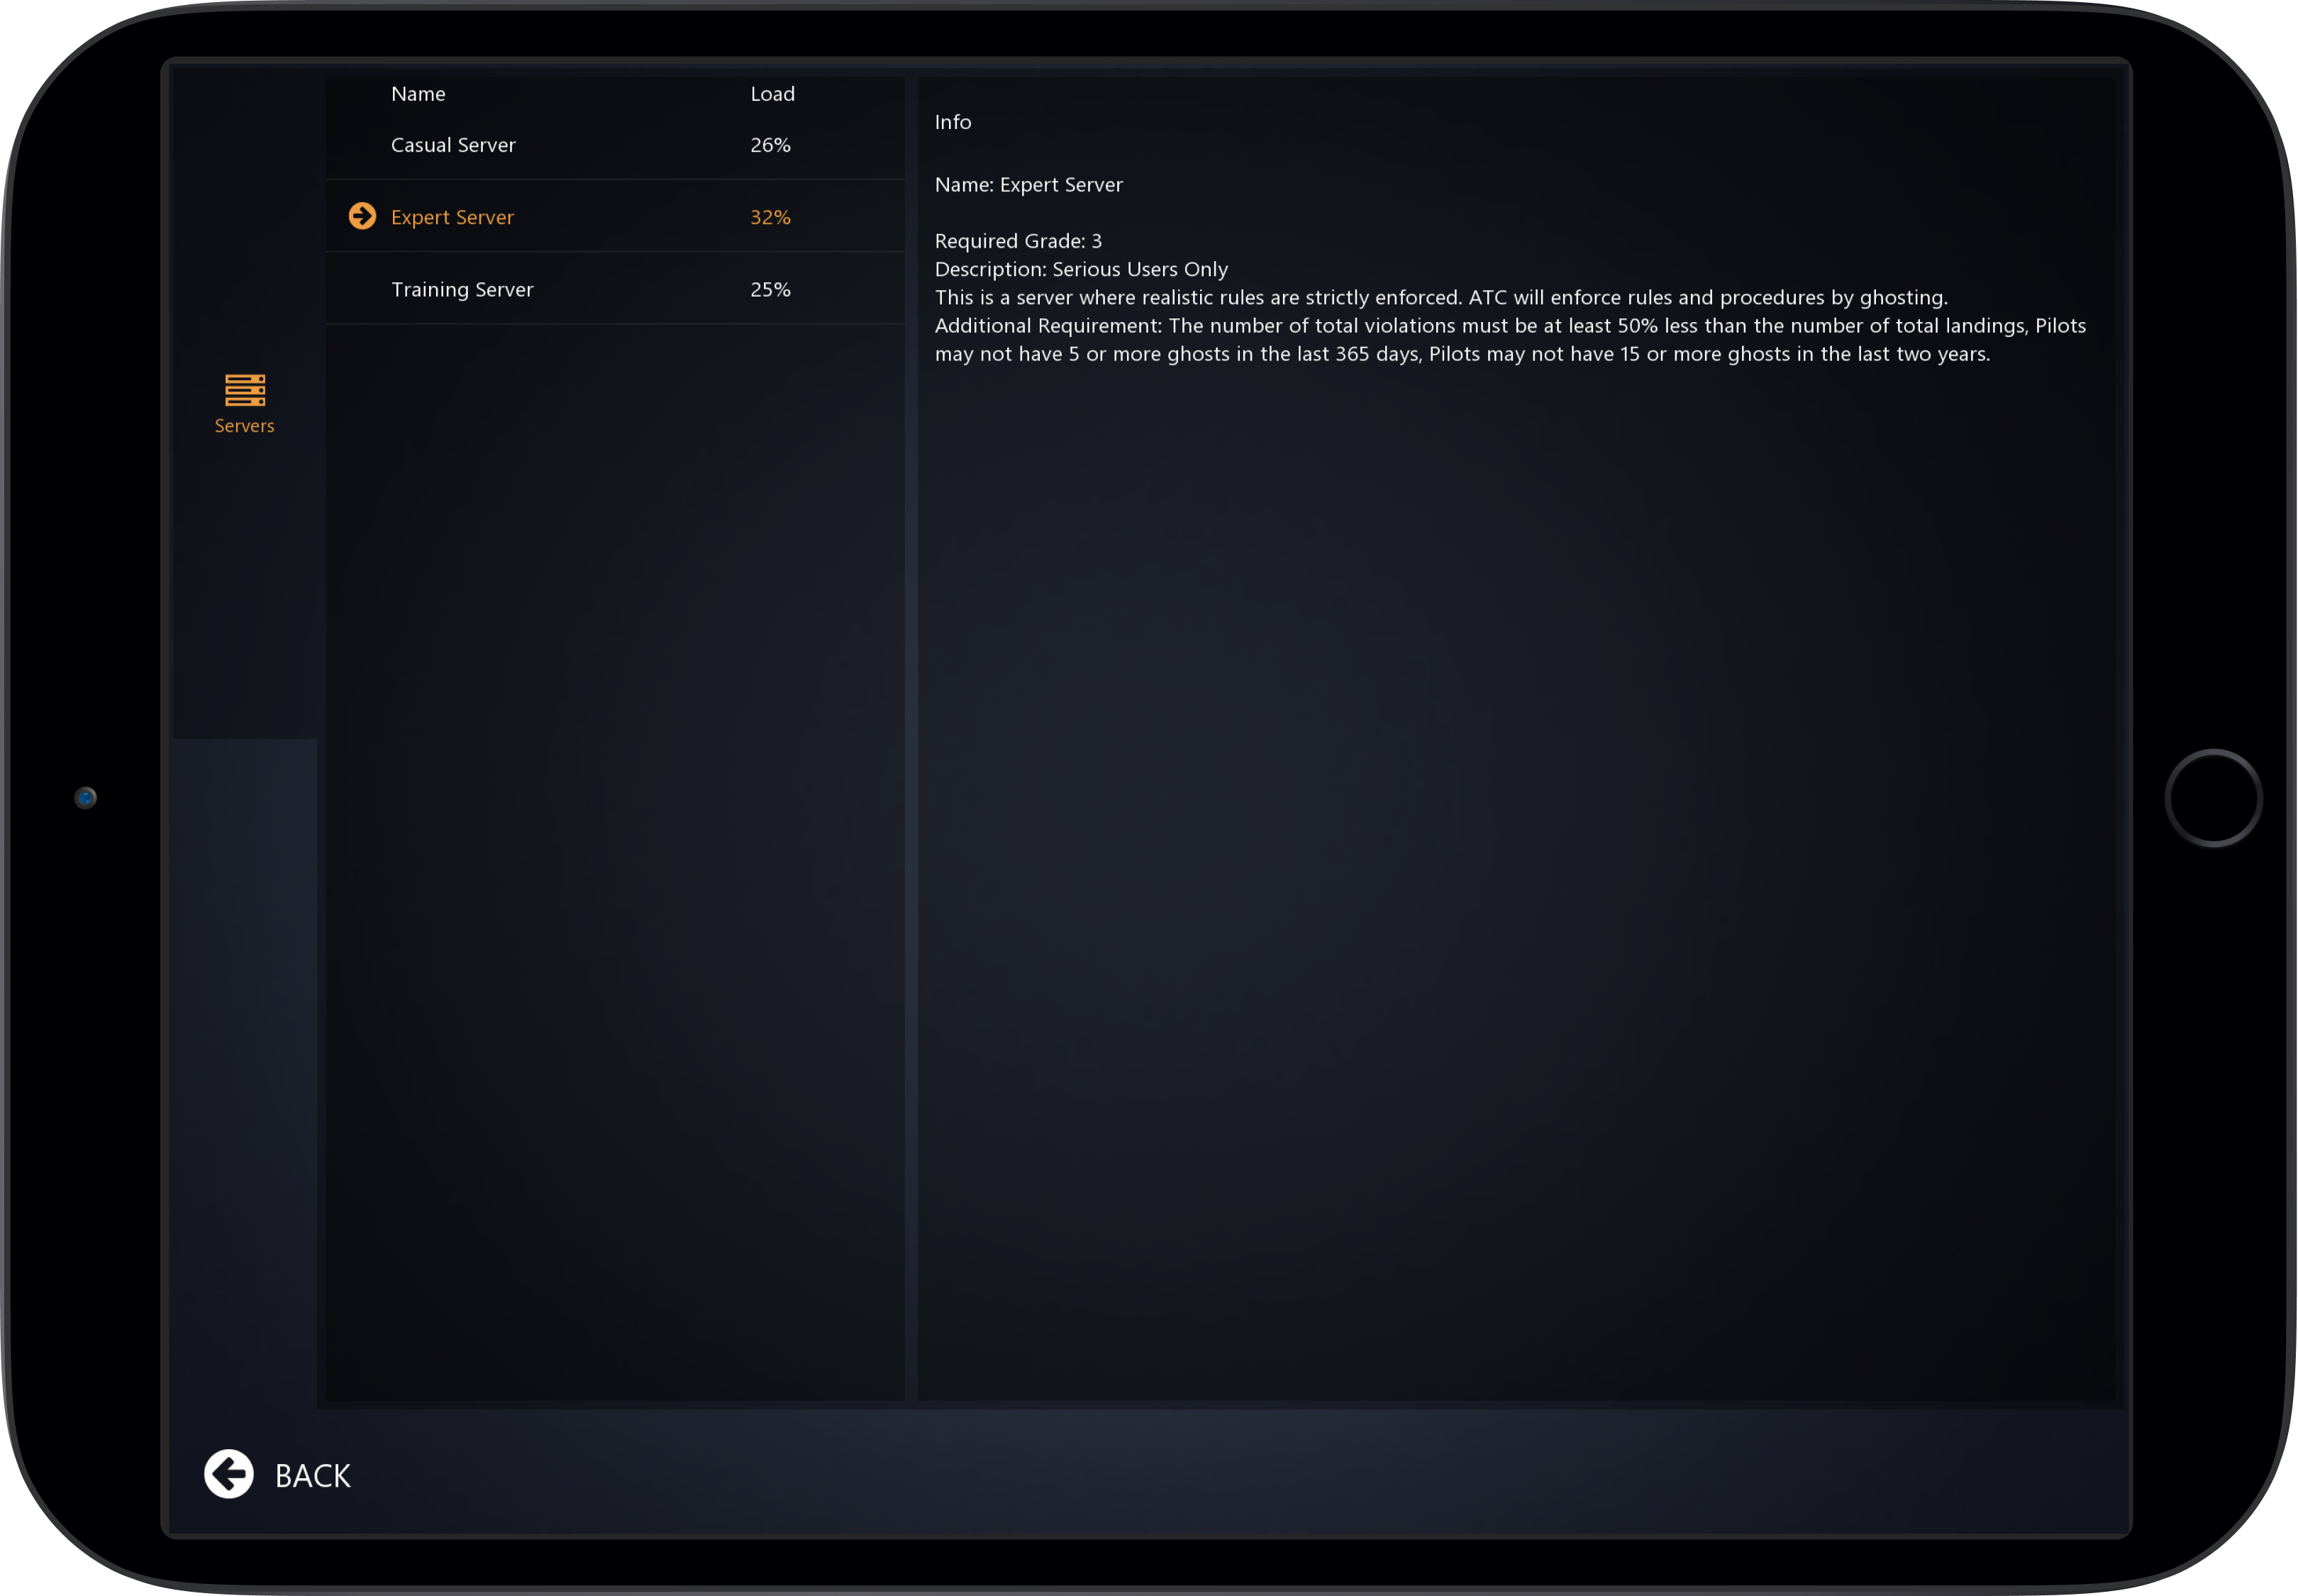 Name Load
Casual Server 26%
Expert Server 32%
Training Server 25%
Servers
Info
Name: Expert Server
Required Grade: 3
Description: Serious Users Only
This is a server where realistic rules are strictly enforced. ATC will enforce rules and procedures by ghosting.
Additional Requirement: The number of total violations must be at least 50% less than the number of total landings, Pilots
may not have 5 or more ghosts in the last 365 days, Pilots may not have 15 or more ghosts in the last two years.
BACK